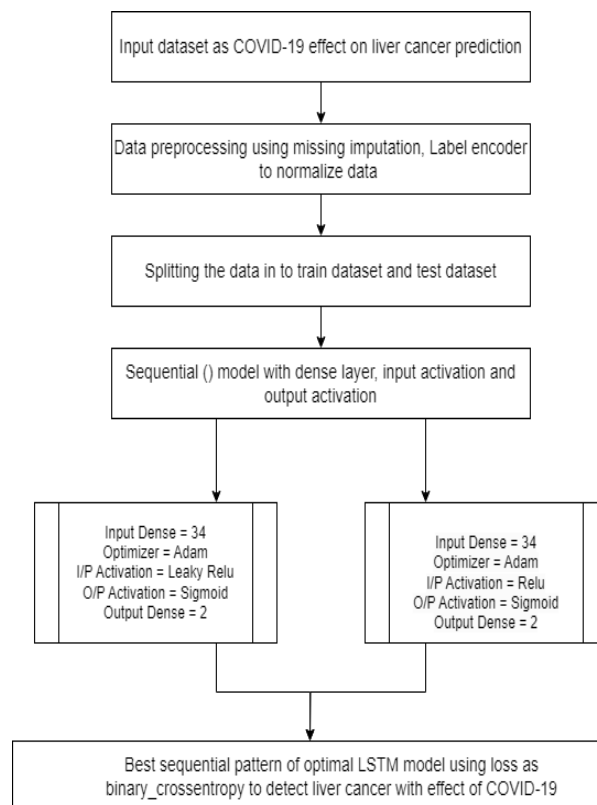 Input dataset as COVID-19 effect on liver cancer prediction
Data preprocessing using missing imputation, Label encoder
to normalize data
Splitting the data in to train dataset and test dataset
Sequential () model with dense layer, input activation and
output activation
Input Dense = 34
Optimizer = Adam
I/P Activation = Leaky Relu
O/P Activation = Sigmoid
Output Dense = 2
Input Dense = 34
Optimizer = Adam
I/P Activation = Relu
O/P Activation = Sigmoid
Output Dense = 2
Best sequential pattern of optimal LSTM model using loss as
binary_crossentropy to detect liver cancer with effect of COVID-19